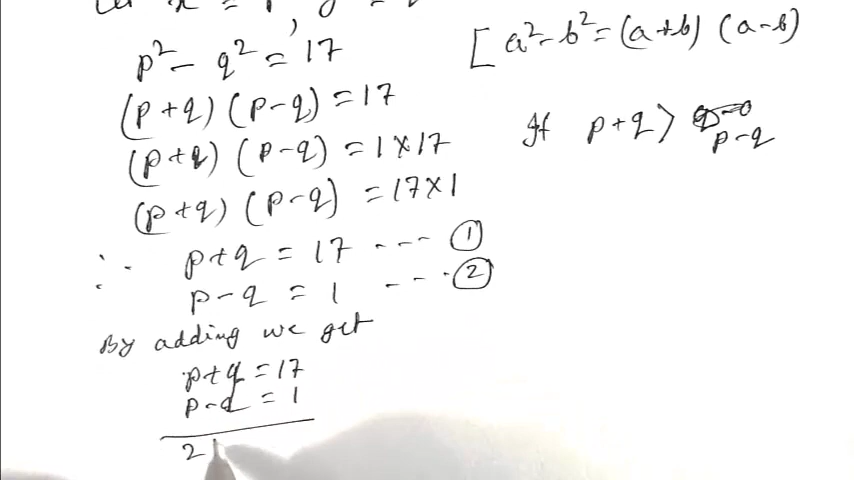 p² - q² = 17
[a² - b² = (a+b) (a-b)
(p+q) (p-q) = 17
If p+q > p-q
(p+q) (p-q) = 1×17
(p+q) (p-q) = 17×1
∴ p+q = 17 --- ①
p-q = 1 --- ②
By adding we get
p+q = 17
p-q = 1
2